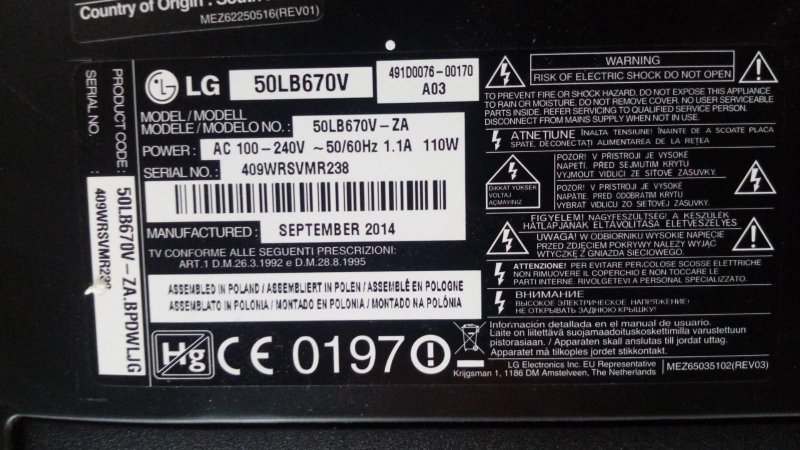 Country of Origin : South
MEZ62250516(REV01)
LG
50LB670V
491D0076-00170
A03
MODEL / MODELL
MODELE / MODELO NO. : 50LB670V-ZA
POWER : AC 100-240V ~50/60Hz 1.1A 110W
SERIAL NO. : 409WRSVMR238
MANUFACTURED : SEPTEMBER 2014
TV CONFORME ALLE SEGUENTI PRESCRIZIONI:
ART.1 D.M.26.3.1992 e D.M.28.8.1995
ASSEMBLED IN POLAND / ASSEMBLIERT IN POLEN / ASSEMBLÉ EN POLOGNE
ASSEMBLATO IN POLONIA / MONTADO EN POLONIA / MONTADO NA POLÓNIA
Hg CE 0197
PRODUCT CODE : 50LB670V-ZA.BPDWLJG
SERIAL NO. 409WRSVMR238
WARNING
RISK OF ELECTRIC SHOCK DO NOT OPEN
TO PREVENT FIRE OR SHOCK HAZARD. DO NOT EXPOSE THIS APPLIANCE
TO RAIN OR MOISTURE. DO NOT REMOVE COVER. NO USER SERVICEABLE
PARTS INSIDE. REFER SERVICING TO QUALIFIED SERVICE PERSON.
DISCONNECT FROM MAINS SUPPLY WHEN NOT IN USE.
ATNEȚIUNE ÎNALTA TENSIUNE! ÎNAINTE DE A SCOATE PLACA
SPATE, DECONECTAȚI ALIMENTAREA DE LA REȚEA
DIKKAT YUKSEK
VOLTAJ
AÇMAYINIZ
POZOR! V PŘÍSTROJI JE VYSOKÉ
NAPĚTÍ. PŘED SEJMUTÍM KRYTU
VYJMOUT VIDLICI ZE SÍŤOVÉ ZÁSUVKY.
POZOR! V PRÍSTROJI JE VYSOKÉ
NAPÄTIE. PRED ODOBRATÍM KRYTU
VYBRAT VIDLICU ZO SIETOVEJ ZÁSUVKY.
FIGYELEM! NAGYFESZÜLTSEG! A KESZULEK
HÁTLAPJÁNAK ELTÁVOLÍTÁSA ÉLETVESZÉLYES
UWAGA! W ODBIORNIKU WYSOKIE NAPIĘCIE
PRZED ZDJĘCIEM POKRYWY NALEŻY WYJĄĆ
WTYCZKĘ Z GNIAZDA SIECIOWEGO.
ATTENZIONE! PER EVITARE PERICOLO SCOSSE ELETTRICHE
NON RIMUOVERE IL COPERCHIO E NON TOCCARE LE
PARTI INTERNE. RIVOLGETEVI A PERSONAL SPECIALIZZATO.
ВНИМАНИЕ
ВЫСОКОЕ ЭЛЕКТРИЧЕСКОЕ НАПРЯЖЕНИЕ!
НЕ ОТКРЫВАТЬ ЗАДНЮЮ КРЫШКУ!
Información detallada en el manual de usuario.
Laite on liitettävä suojamaadoituskoskettimilla varustettuun
pistorasiaan. / Apparaten skall anslutas till jordat uttag.
Apparatet må tilkoples jordet stikkontakt.
LG Electronics Inc. EU Representative
Krijgsman 1, 1186 DM Amstelveen, The Netherlands
MEZ65035102(REV03)